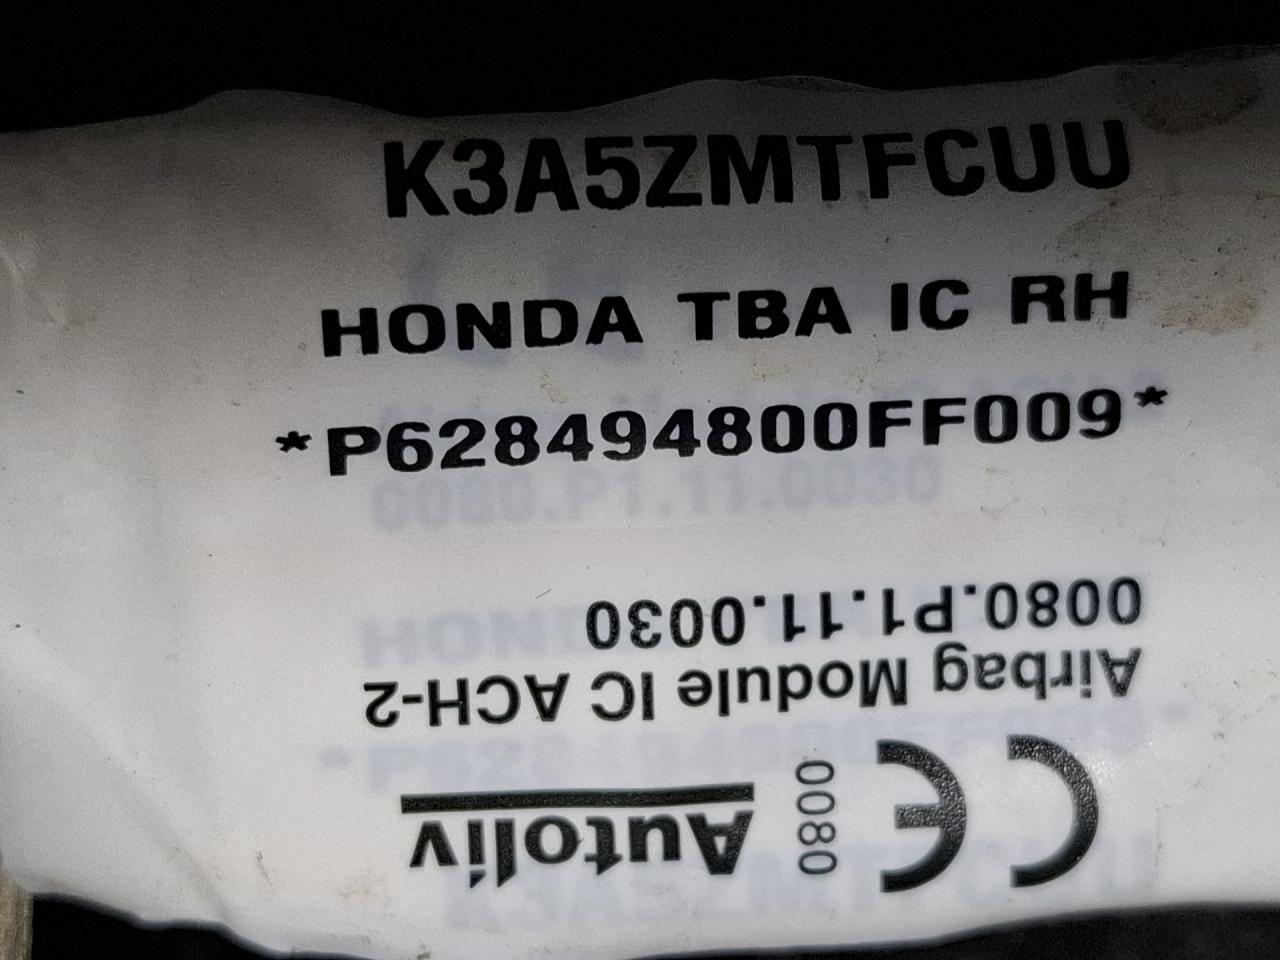 K3A5ZMTFCUU
HONDA TBA IC RH
*P628494800FF009*
0080.P1.11.0030
Airbag Module IC ACH-2
CE 0080 Autoliv